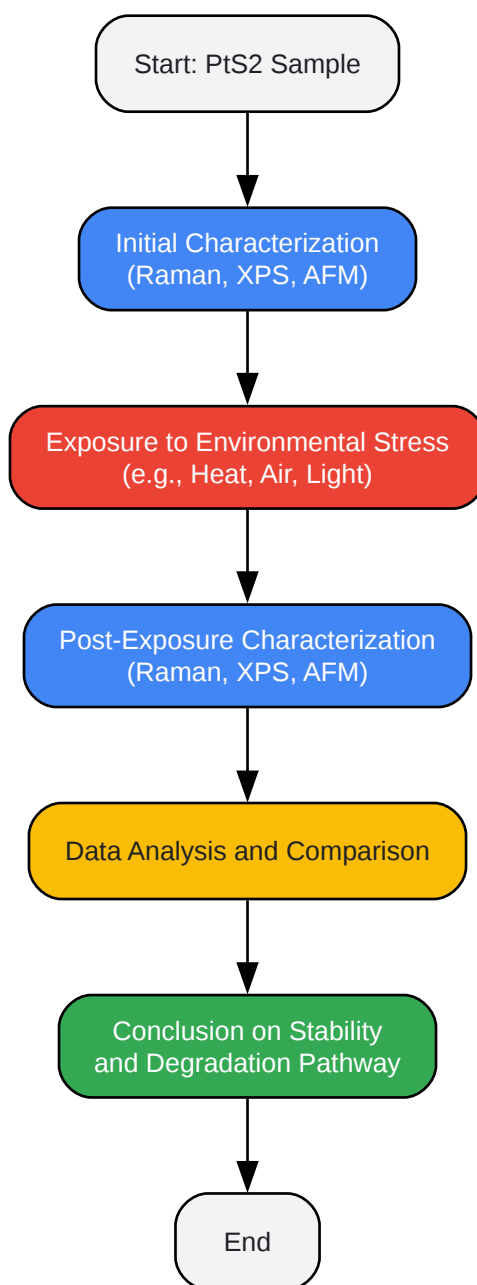 Start: PtS2 Sample
Initial Characterization
(Raman, XPS, AFM)
Exposure to Environmental Stress
(e.g., Heat, Air, Light)
Post-Exposure Characterization
(Raman, XPS, AFM)
Data Analysis and Comparison
Conclusion on Stability
and Degradation Pathway
End